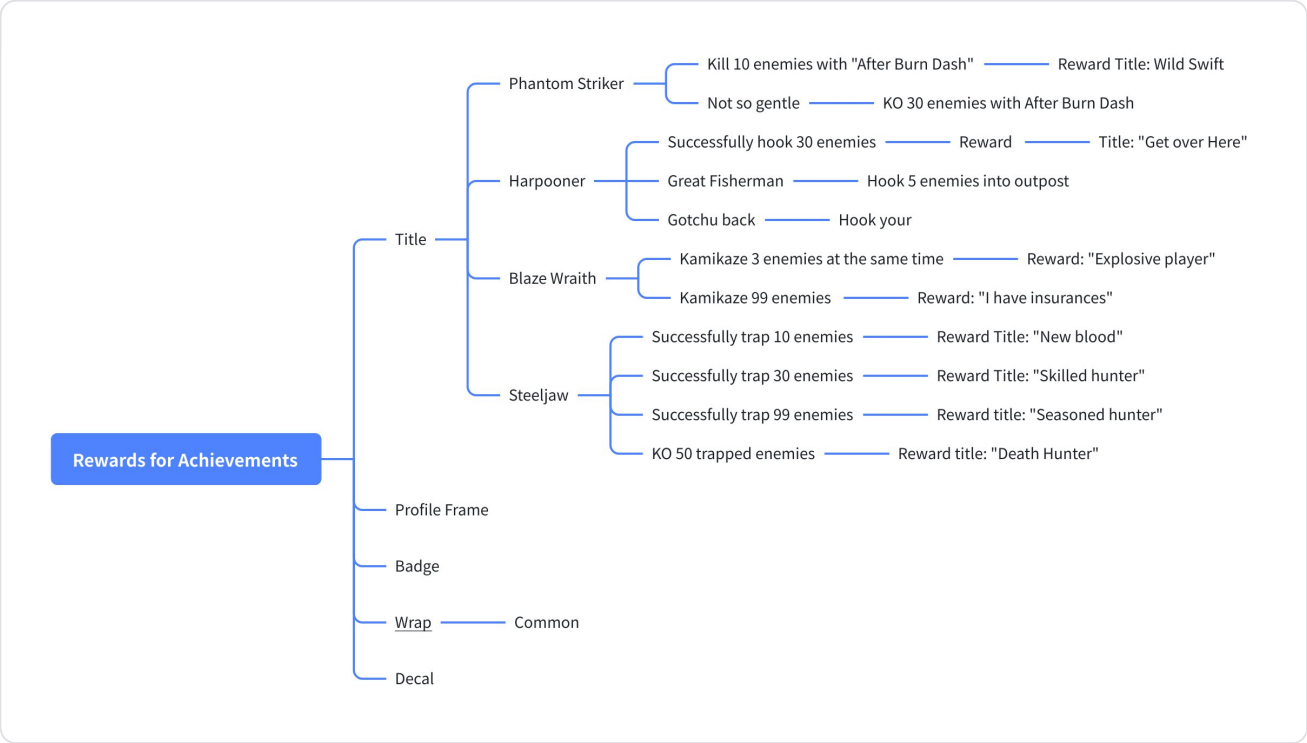 Rewards for Achievements
Title
Phantom Striker
Kill 10 enemies with "After Burn Dash"
Reward Title: Wild Swift
Not so gentle
KO 30 enemies with After Burn Dash
Harpooner
Successfully hook 30 enemies
Reward
Title: "Get over Here"
Great Fisherman
Hook 5 enemies into outpost
Gotchu back
Hook your
Blaze Wraith
Kamikaze 3 enemies at the same time
Reward: "Explosive player"
Kamikaze 99 enemies
Reward: "I have insurances"
Steeljaw
Successfully trap 10 enemies
Reward Title: "New blood"
Successfully trap 30 enemies
Reward Title: "Skilled hunter"
Successfully trap 99 enemies
Reward title: "Seasoned hunter"
KO 50 trapped enemies
Reward title: "Death Hunter"
Profile Frame
Badge
Wrap
Common
Decal